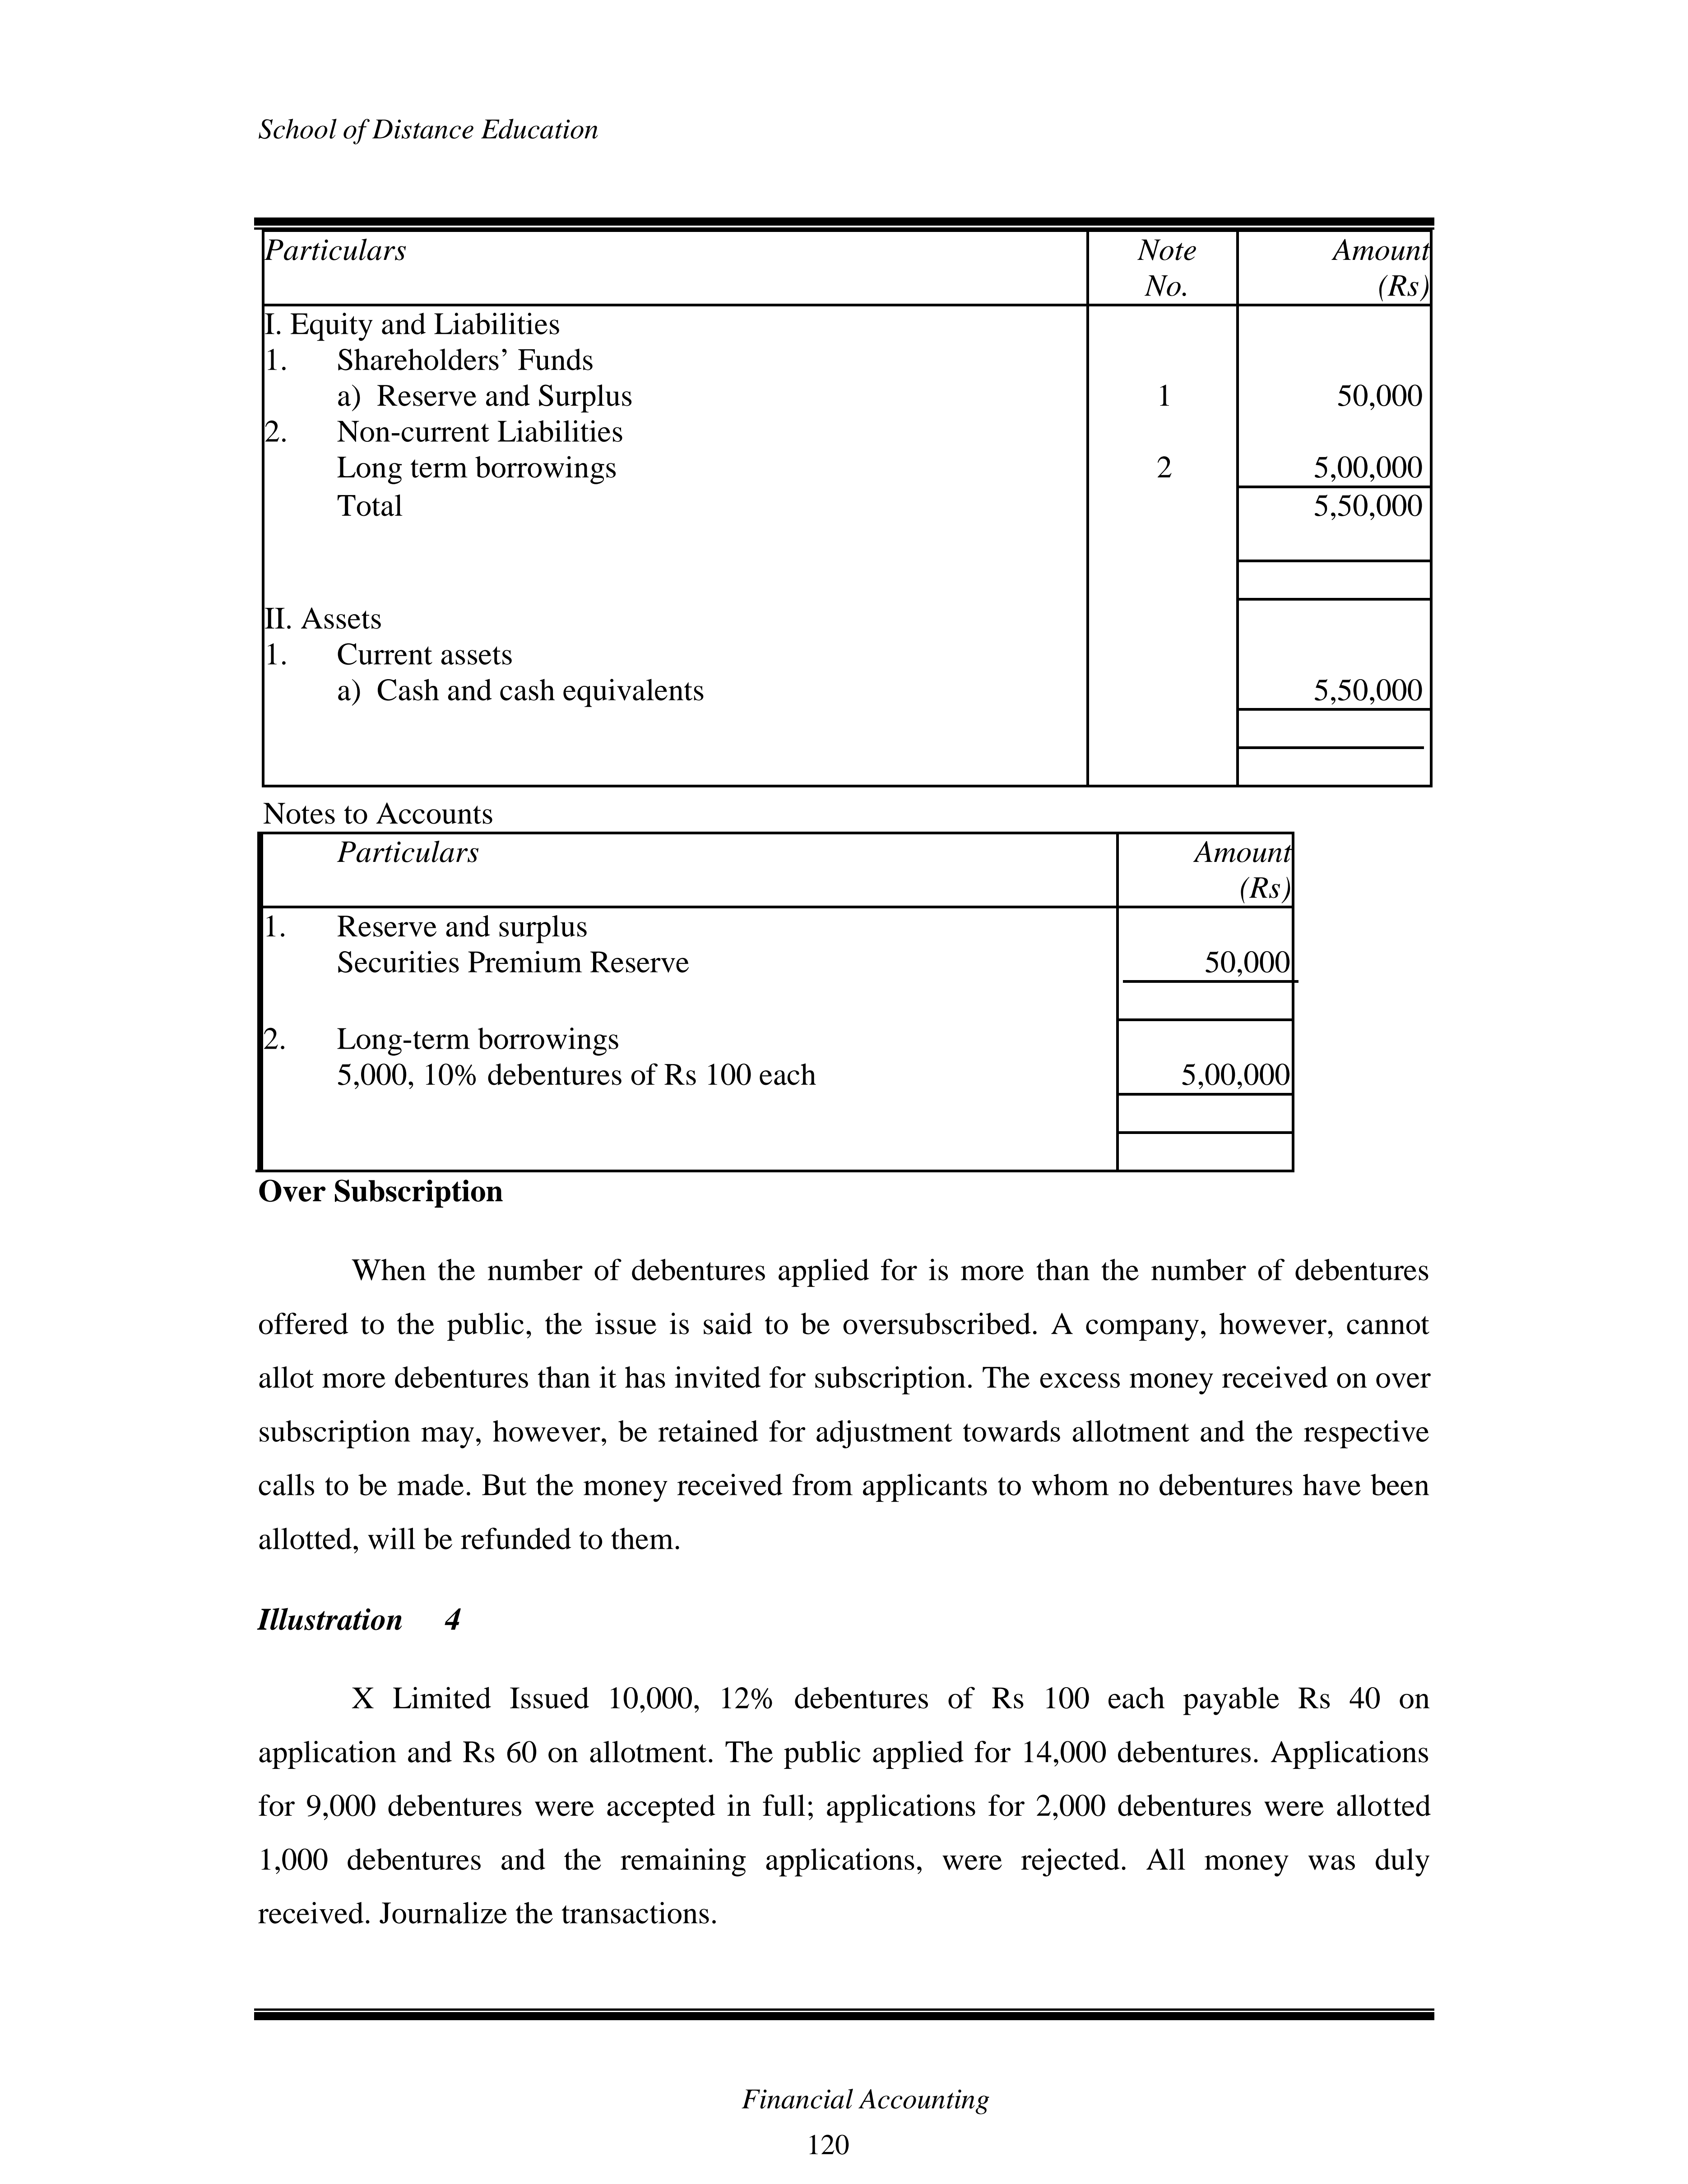 School of Distance Education
Particulars Note Amount
No. (Rs)
I. Equity and Liabilities
1. Shareholders’ Funds
a) Reserve and Surplus 1 50,000
2. Non-current Liabilities
Long term borrowings 2 5,00,000
Total 5,50,000
II. Assets
1. Current assets
a) Cash and cash equivalents 5,50,000
Notes to Accounts
Particulars Amount
(Rs)
1. Reserve and surplus
Securities Premium Reserve 50,000
2. Long-term borrowings
5,000, 10% debentures of Rs 100 each 5,00,000
Over Subscription
When the number of debentures applied for is more than the number of debentures
offered to the public, the issue is said to be oversubscribed. A company, however, cannot
allot more debentures than it has invited for subscription. The excess money received on over
subscription may, however, be retained for adjustment towards allotment and the respective
calls to be made. But the money received from applicants to whom no debentures have been
allotted, will be refunded to them.
Illustration 4
X Limited Issued 10,000, 12% debentures of Rs 100 each payable Rs 40 on
application and Rs 60 on allotment. The public applied for 14,000 debentures. Applications
for 9,000 debentures were accepted in full; applications for 2,000 debentures were allotted
1,000 debentures and the remaining applications, were rejected. All money was duly
received. Journalize the transactions.
Financial Accounting
120